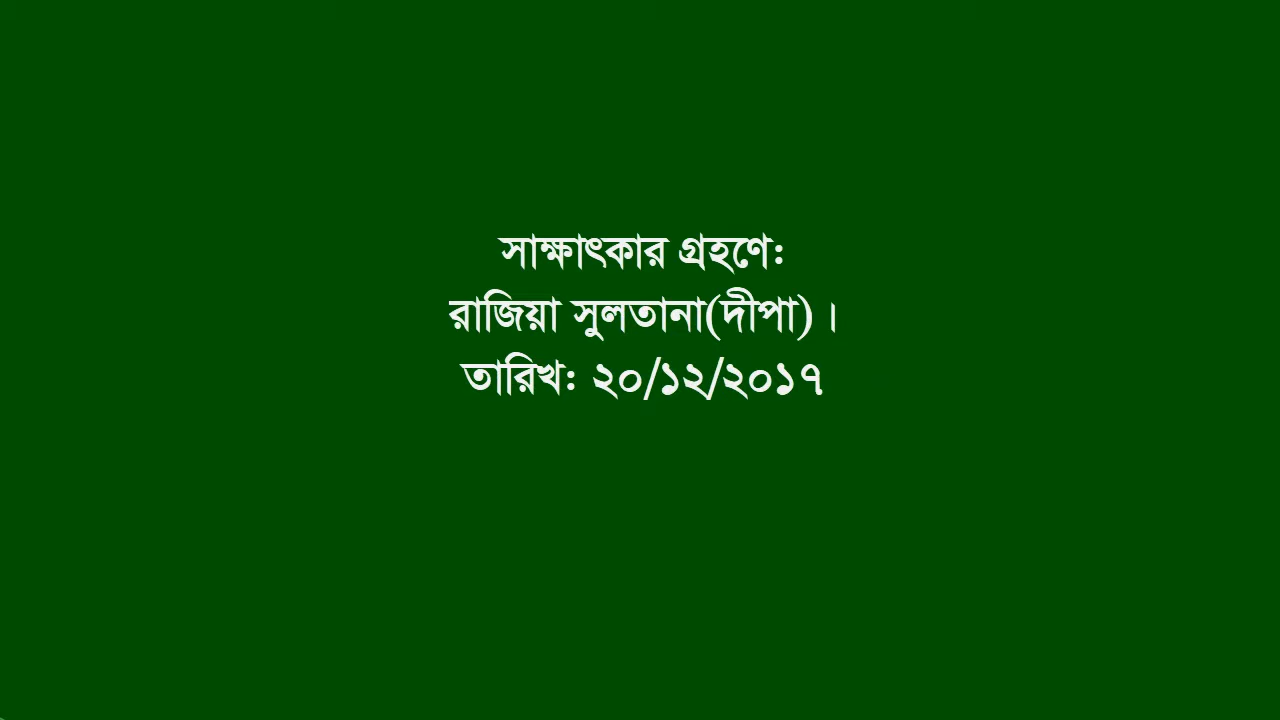 সাক্ষাৎকার গ্রহণে:
রাজিয়া সুলতানা(দীপা)।
তারিখ: ২০/১২/২০১৭